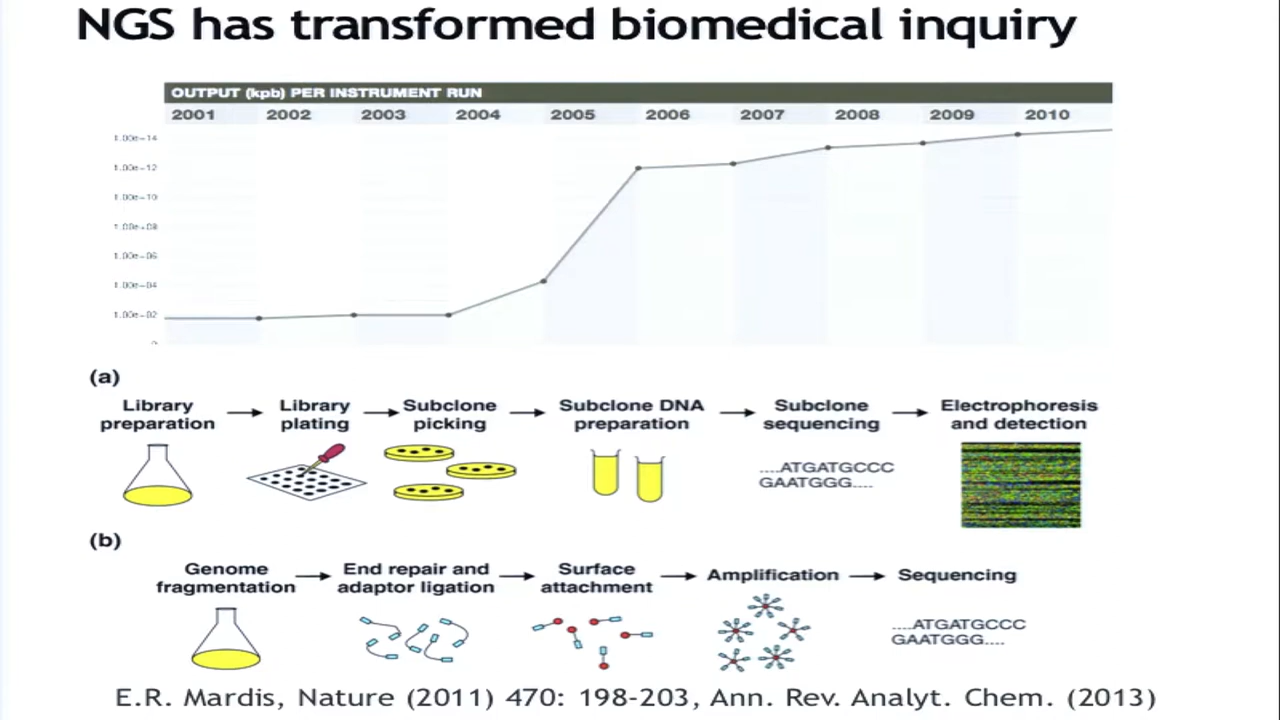 NGS has transformed biomedical inquiry
OUTPUT (kpb) PER INSTRUMENT RUN
2001 2002 2003 2004 2005 2006 2007 2008 2009 2010
1.00e-14
1.00e-12
1.00e-10
1.00e-08
1.00e-06
1.00e-04
1.00e-02
(a)
Library preparation → Library plating → Subclone picking → Subclone DNA preparation → Subclone sequencing → Electrophoresis and detection
....ATGATGCCC
GAATGGG....
(b)
Genome fragmentation → End repair and adaptor ligation → Surface attachment → Amplification → Sequencing
....ATGATGCCC
GAATGGG....
E.R. Mardis, Nature (2011) 470: 198-203, Ann. Rev. Analyt. Chem. (2013)